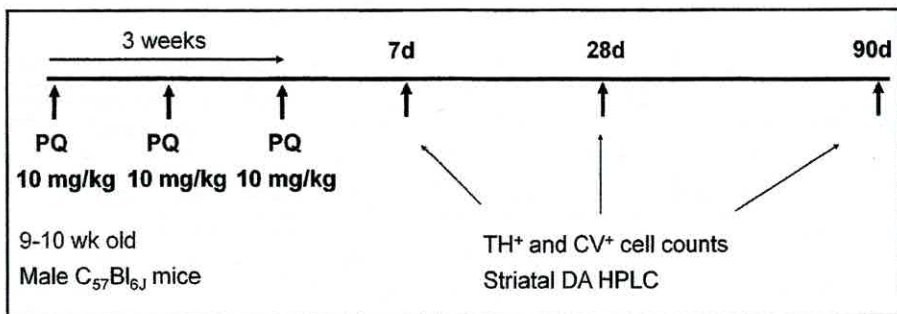 3 weeks
7d 28d 90d
PQ PQ PQ
10 mg/kg 10 mg/kg 10 mg/kg
9-10 wk old
Male C57Bl6J mice
TH+ and CV+ cell counts
Striatal DA HPLC